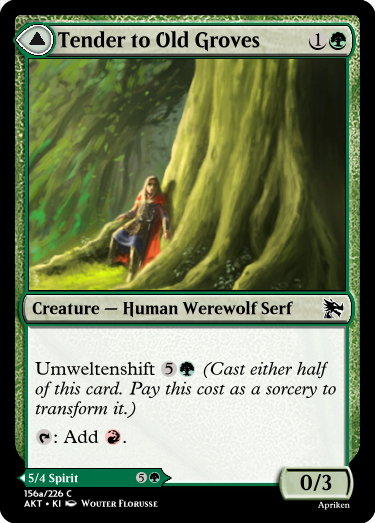 Tender to Old Groves 1
Creature — Human Werewolf Serf
Umweltenshift 5 (Cast either half
of this card. Pay this cost as a sorcery to
transform it.)
: Add .
5/4 Spirit 5
0/3
156a/226 C
AKT • KI Wouter Florusse
Apriken